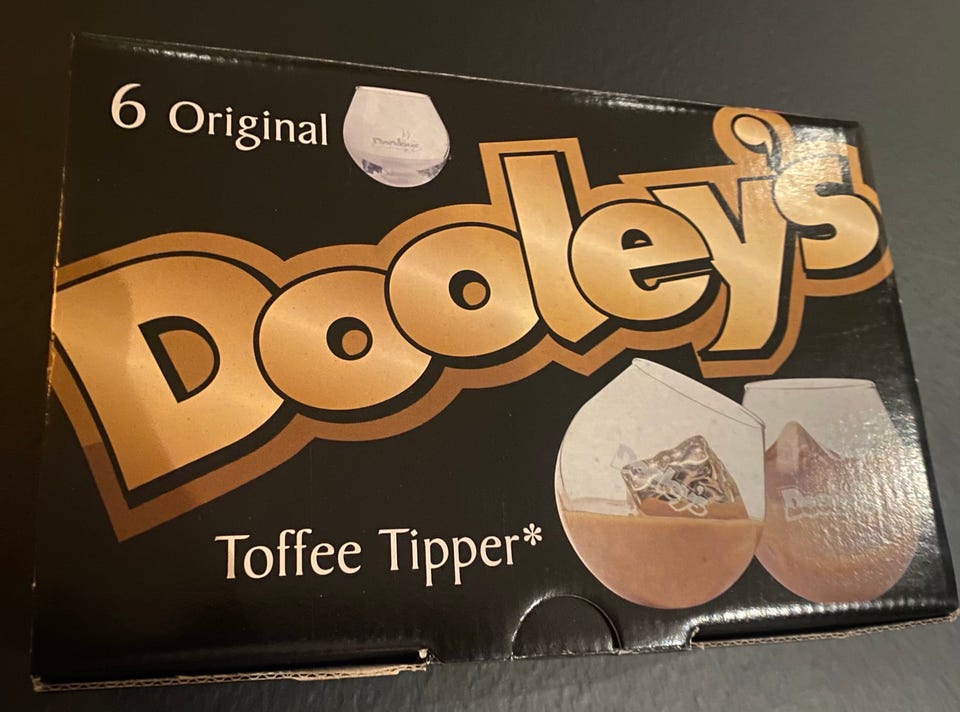 6 Original
Dooley's
Toffee Tipper*